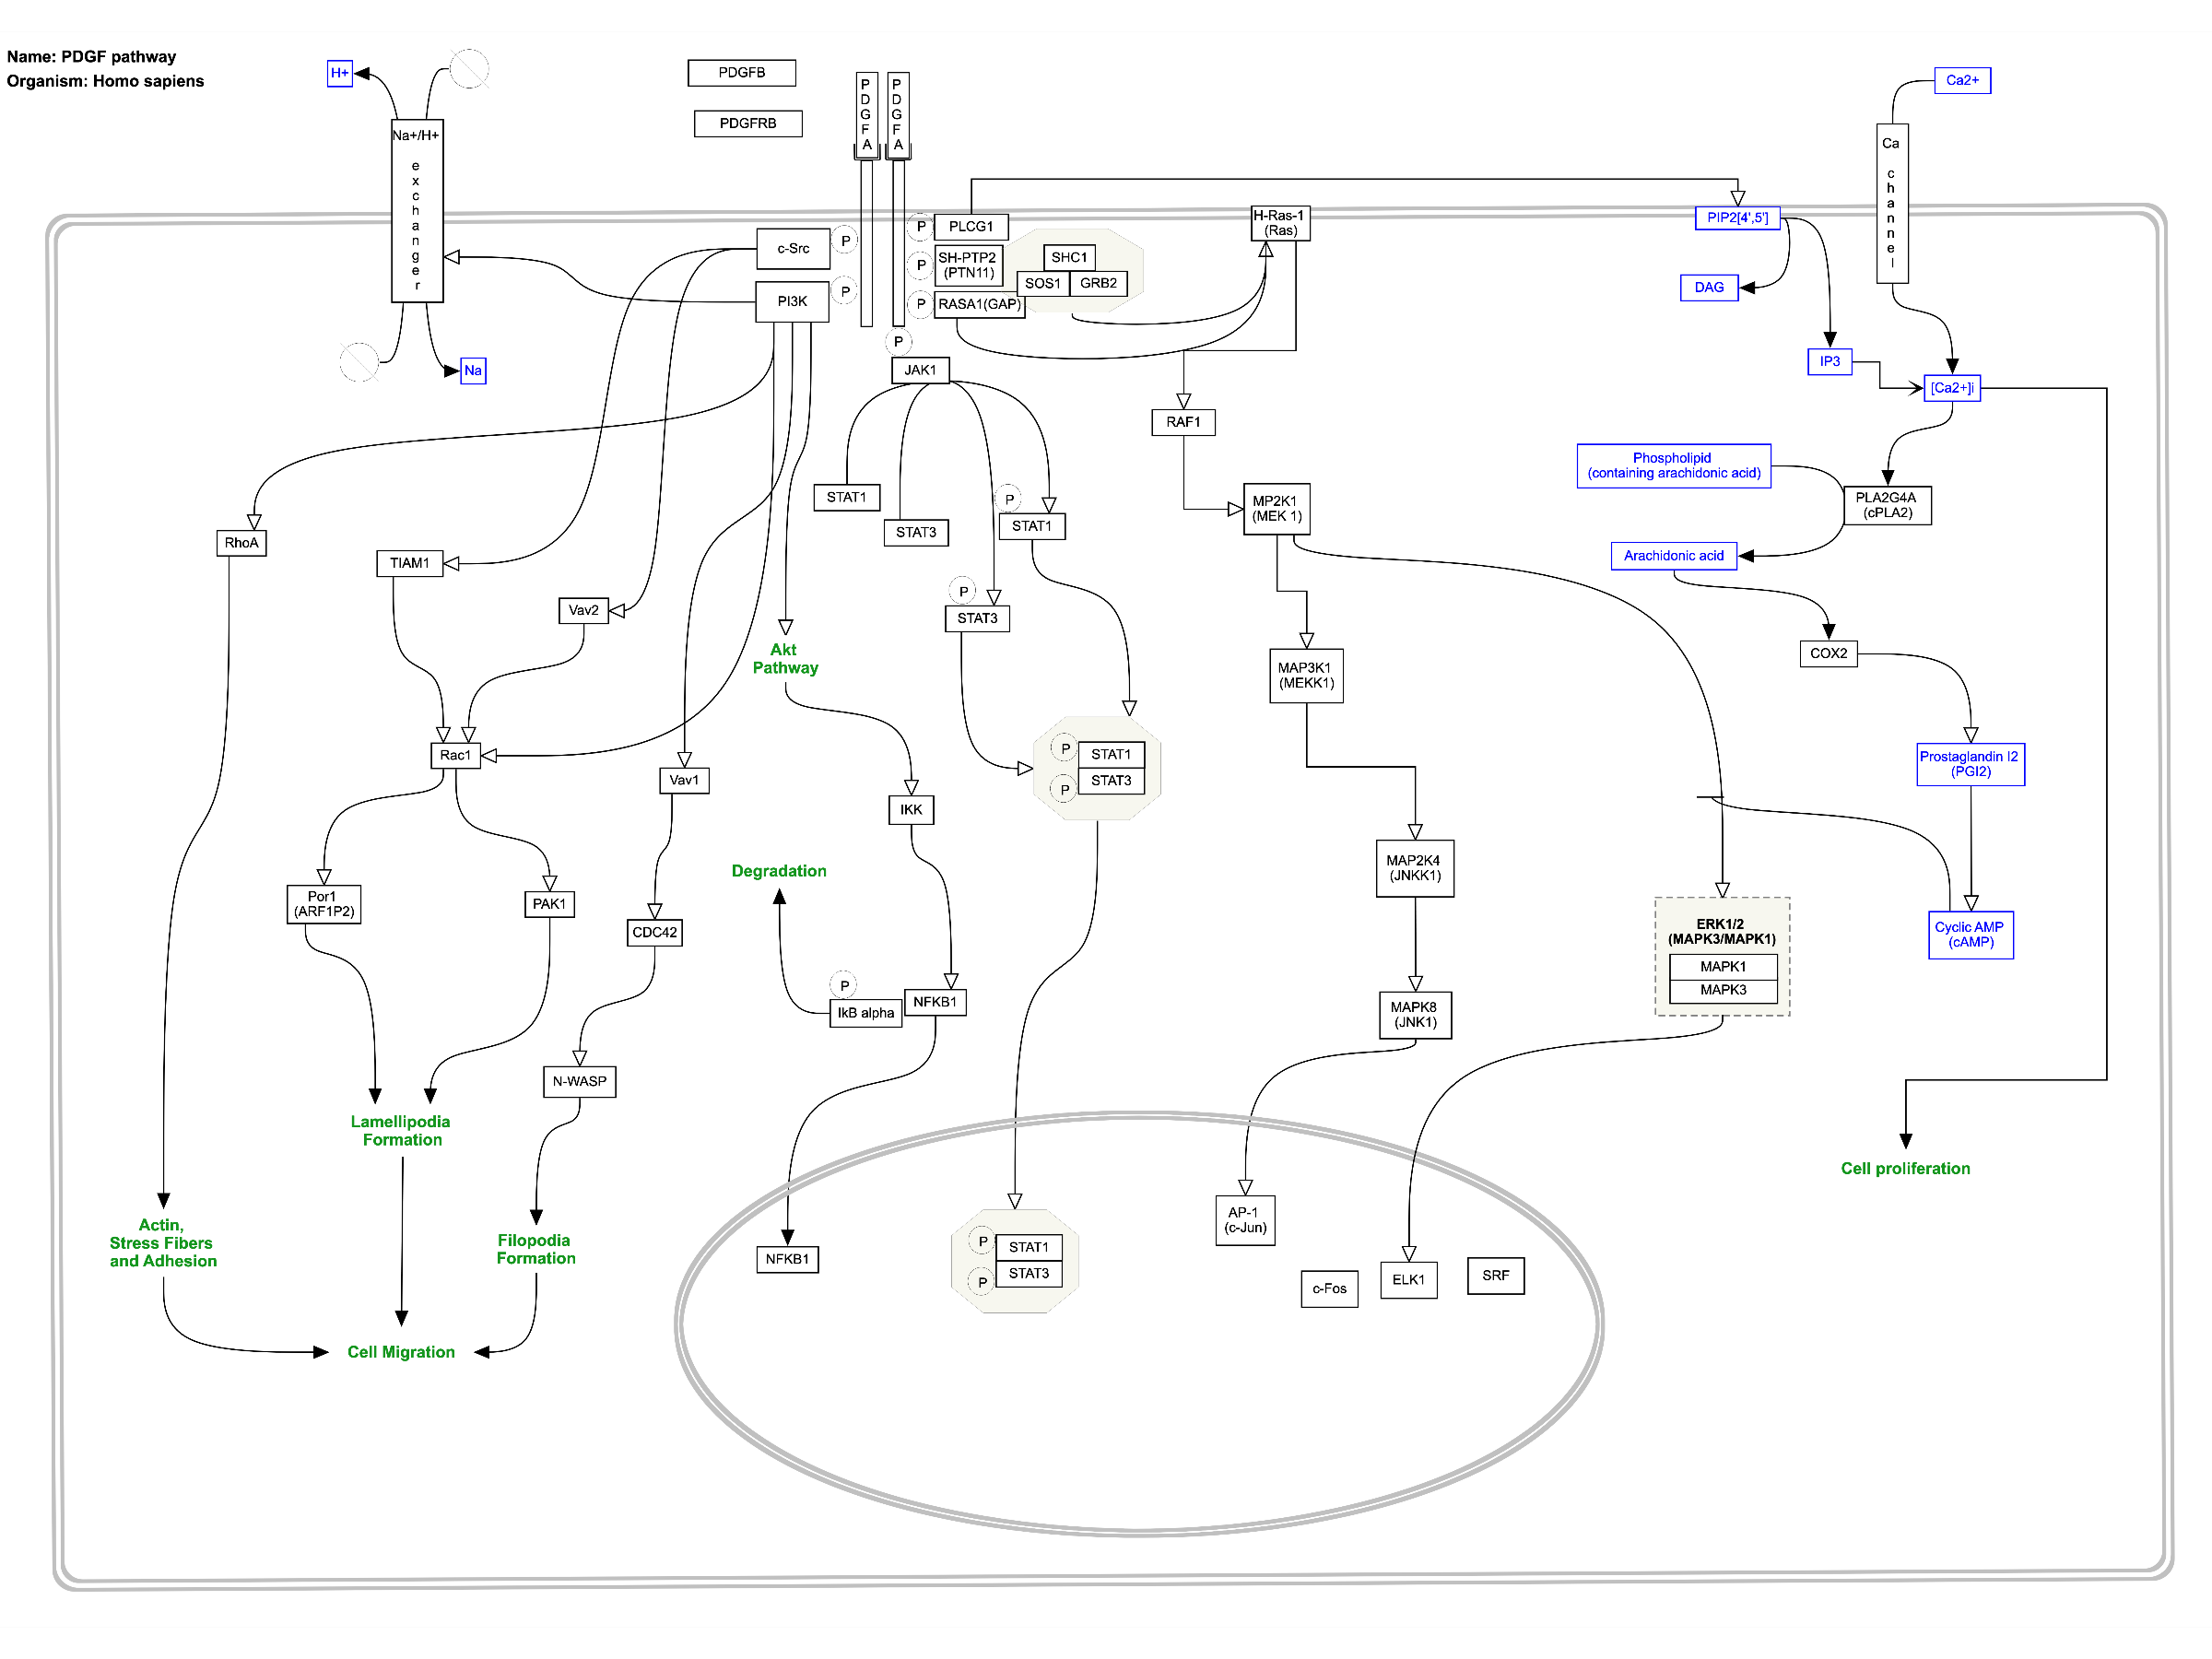 Name: PDGF pathway
Organism: Homo sapiens
H+
Na+/H+
exchanger
Na
PDGFB
PDGFRB
PDGFA
PDGFA
Ca2+
Ca channel
c-Src
P
PI3K
P
P
PLCG1
P
SH-PTP2
(PTN11)
P
RASA1(GAP)
SHC1
SOS1
GRB2
H-Ras-1
(Ras)
PIP2[4',5']
DAG
IP3
[Ca2+]i
P
JAK1
RAF1
Phospholipid
(containing arachidonic acid)
PLA2G4A
(cPLA2)
Arachidonic acid
STAT1
STAT3
P
STAT1
MP2K1
(MEK 1)
RhoA
TIAM1
Vav2
P
STAT3
Akt
Pathway
MAP3K1
(MEKK1)
COX2
Prostaglandin I2
(PGI2)
Rac1
Vav1
P
STAT1
P
STAT3
IKK
Degradation
MAP2K4
(JNKK1)
Por1
(ARF1P2)
PAK1
CDC42
ERK1/2
(MAPK3/MAPK1)
MAPK1
MAPK3
Cyclic AMP
(cAMP)
P
IkB alpha
NFKB1
MAPK8
(JNK1)
N-WASP
Lamellipodia
Formation
Cell proliferation
Actin,
Stress Fibers
and Adhesion
Filopodia
Formation
NFKB1
P
STAT1
P
STAT3
AP-1
(c-Jun)
c-Fos
ELK1
SRF
Cell Migration